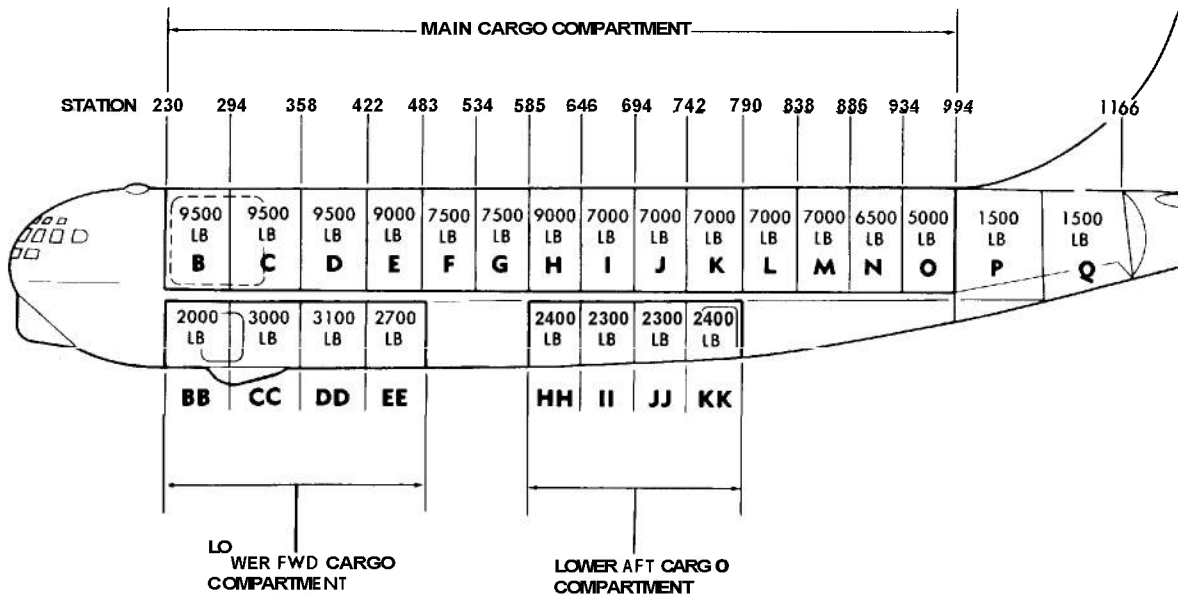 MAIN CARGO COMPARTMENT
STATION 230 294 358 422 483 534 585 646 694 742 790 838 886 934 994 1166
9500 9500 9500 9000 7500 7500 9000 7000 7000 7000 7000 7000 6500 5000 1500 1500
LB LB LB LB LB LB LB LB LB LB LB LB LB LB LB LB
B C D E F G H I J K L M N O P Q
2000 3000 3100 2700 2400 2300 2300 2400
LB LB LB LB LB LB LB LB
BB CC DD EE HH II JJ KK
LOWER FWD CARGO
COMPARTMENT
LOWER AFT CARGO
COMPARTMENT